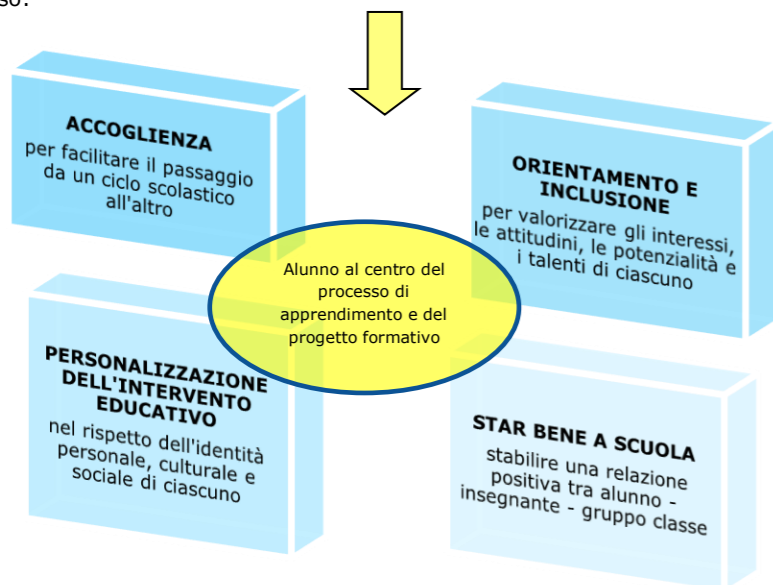 ACCOGLIENZA
per facilitare il passaggio
da un ciclo scolastico
all'altro
ORIENTAMENTO E
INCLUSIONE
per valorizzare gli interessi,
le attitudini, le potenzialità e
i talenti di ciascuno
Alunno al centro del
processo di
apprendimento e del
progetto formativo
PERSONALIZZAZIONE
DELL'INTERVENTO
EDUCATIVO
nel rispetto dell'identità
personale, culturale e
sociale di ciascuno
STAR BENE A SCUOLA
stabilire una relazione
positiva tra alunno -
insegnante - gruppo classe